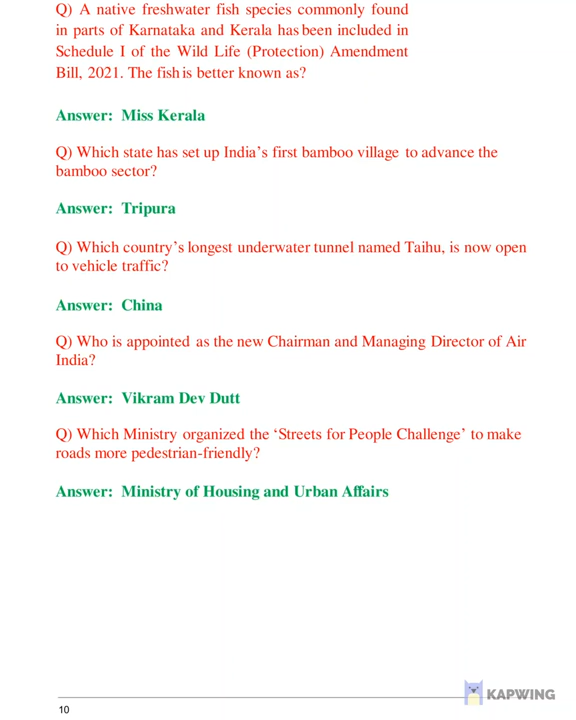 Q) A native freshwater fish species commonly found
in parts of Karnataka and Kerala has been included in
Schedule I of the Wild Life (Protection) Amendment
Bill, 2021. The fish is better known as?
Answer: Miss Kerala
Q) Which state has set up India's first bamboo village to advance the
bamboo sector?
Answer: Tripura
Q) Which country's longest underwater tunnel named Taihu, is now open
to vehicle traffic?
Answer: China
Q) Who is appointed as the new Chairman and Managing Director of Air
India?
Answer: Vikram Dev Dutt
Q) Which Ministry organized the ‘Streets for People Challenge’ to make
roads more pedestrian-friendly?
Answer: Ministry of Housing and Urban Affairs
KAPWING
10